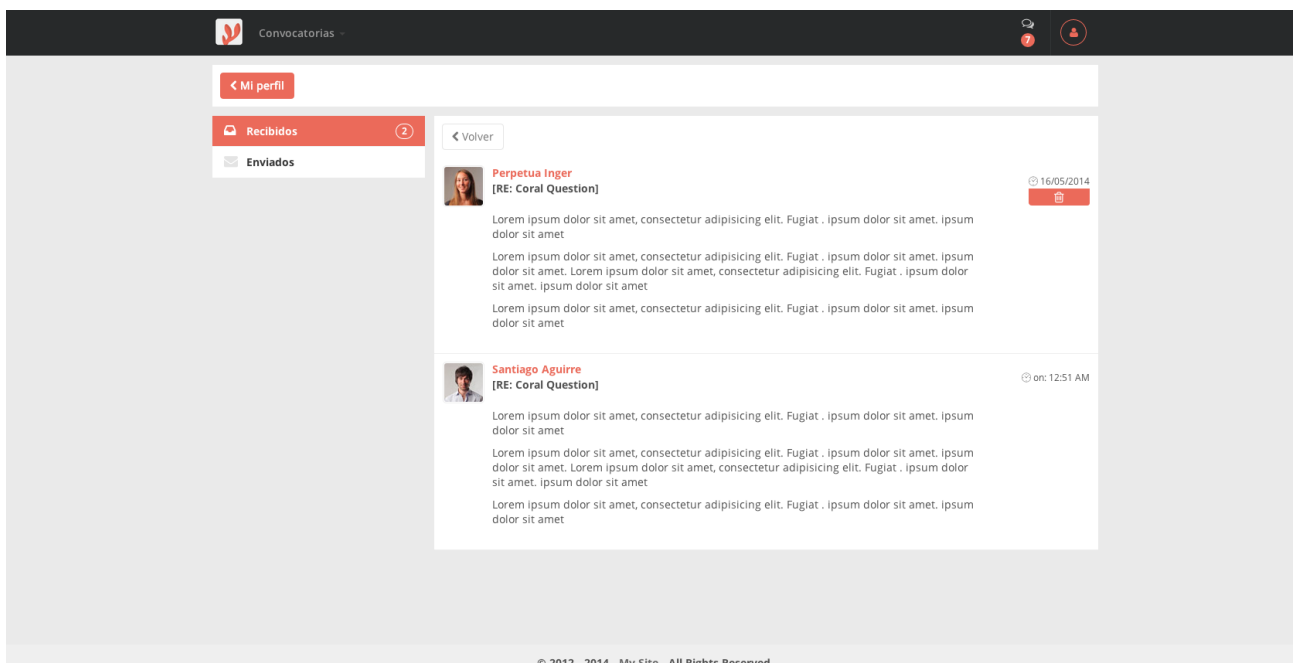 Convocatorias
7
Mi perfil
Recibidos 2
Enviados
Volver
Perpetua Inger
[RE: Coral Question]
16/05/2014
Lorem ipsum dolor sit amet, consectetur adipisicing elit. Fugiat . ipsum dolor sit amet. ipsum
dolor sit amet
Lorem ipsum dolor sit amet, consectetur adipisicing elit. Fugiat . ipsum dolor sit amet. ipsum
dolor sit amet. Lorem ipsum dolor sit amet, consectetur adipisicing elit. Fugiat . ipsum dolor
sit amet. ipsum dolor sit amet
Lorem ipsum dolor sit amet, consectetur adipisicing elit. Fugiat . ipsum dolor sit amet. ipsum
dolor sit amet
Santiago Aguirre
[RE: Coral Question]
on: 12:51 AM
Lorem ipsum dolor sit amet, consectetur adipisicing elit. Fugiat . ipsum dolor sit amet. ipsum
dolor sit amet
Lorem ipsum dolor sit amet, consectetur adipisicing elit. Fugiat . ipsum dolor sit amet. ipsum
dolor sit amet. Lorem ipsum dolor sit amet, consectetur adipisicing elit. Fugiat . ipsum dolor
sit amet. ipsum dolor sit amet
Lorem ipsum dolor sit amet, consectetur adipisicing elit. Fugiat . ipsum dolor sit amet. ipsum
dolor sit amet
© 2012 - 2014 - My Site - All Rights Reserved